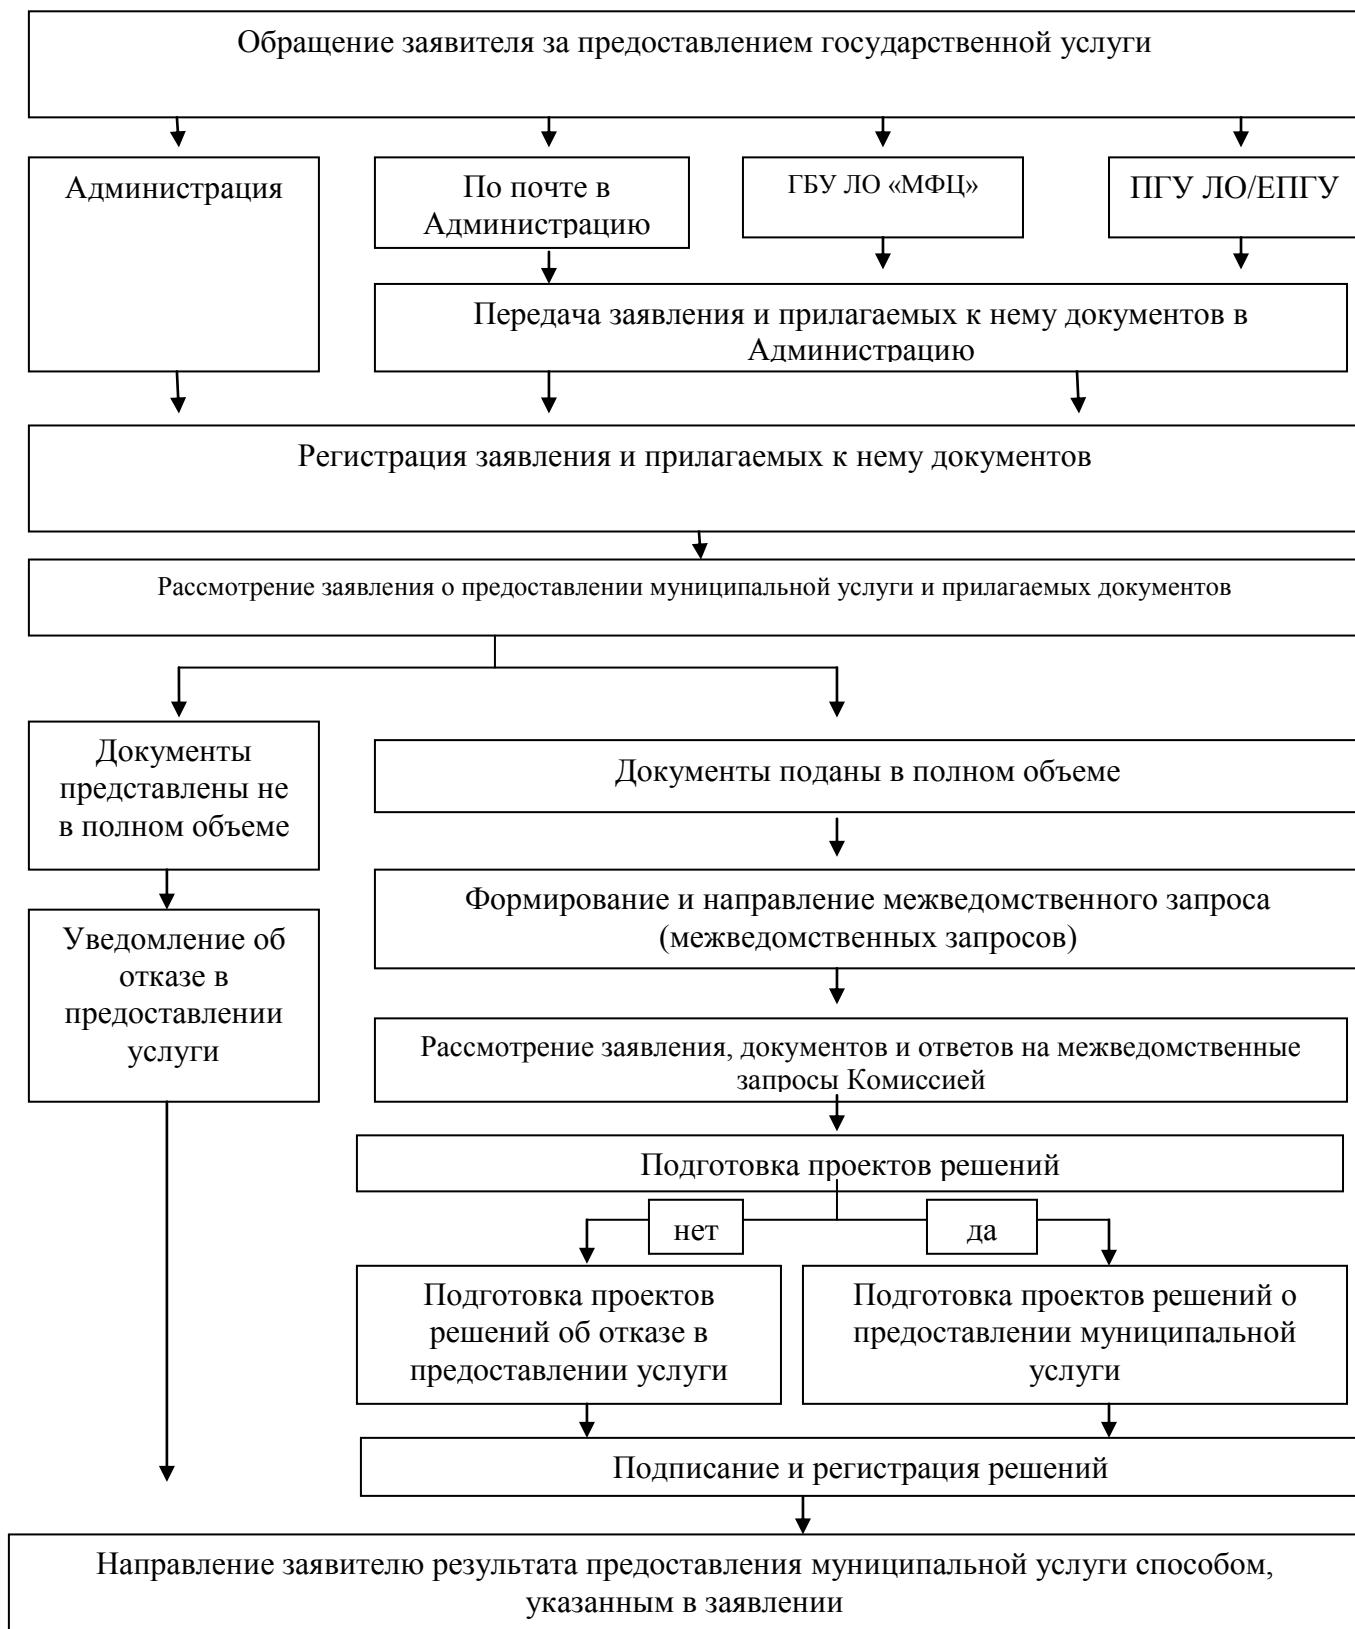 Обращение заявителя за предоставлением государственной услуги
Администрация
По почте в
Администрацию
ГБУ ЛО «МФЦ»
ПГУ ЛО/ЕПГУ
Передача заявления и прилагаемых к нему документов в
Администрацию
Регистрация заявления и прилагаемых к нему документов
Рассмотрение заявления о предоставлении муниципальной услуги и прилагаемых документов
Документы
представлены не
в полном объеме
Документы поданы в полном объеме
Формирование и направление межведомственного запроса
(межведомственных запросов)
Уведомление об
отказе в
предоставлении
услуги
Рассмотрение заявления, документов и ответов на межведомственные
запросы Комиссией
Подготовка проектов решений
нет
да
Подготовка проектов
решений об отказе в
предоставлении услуги
Подготовка проектов решений о
предоставлении муниципальной
услуги
Подписание и регистрация решений
Направление заявителю результата предоставления муниципальной услуги способом,
указанным в заявлении